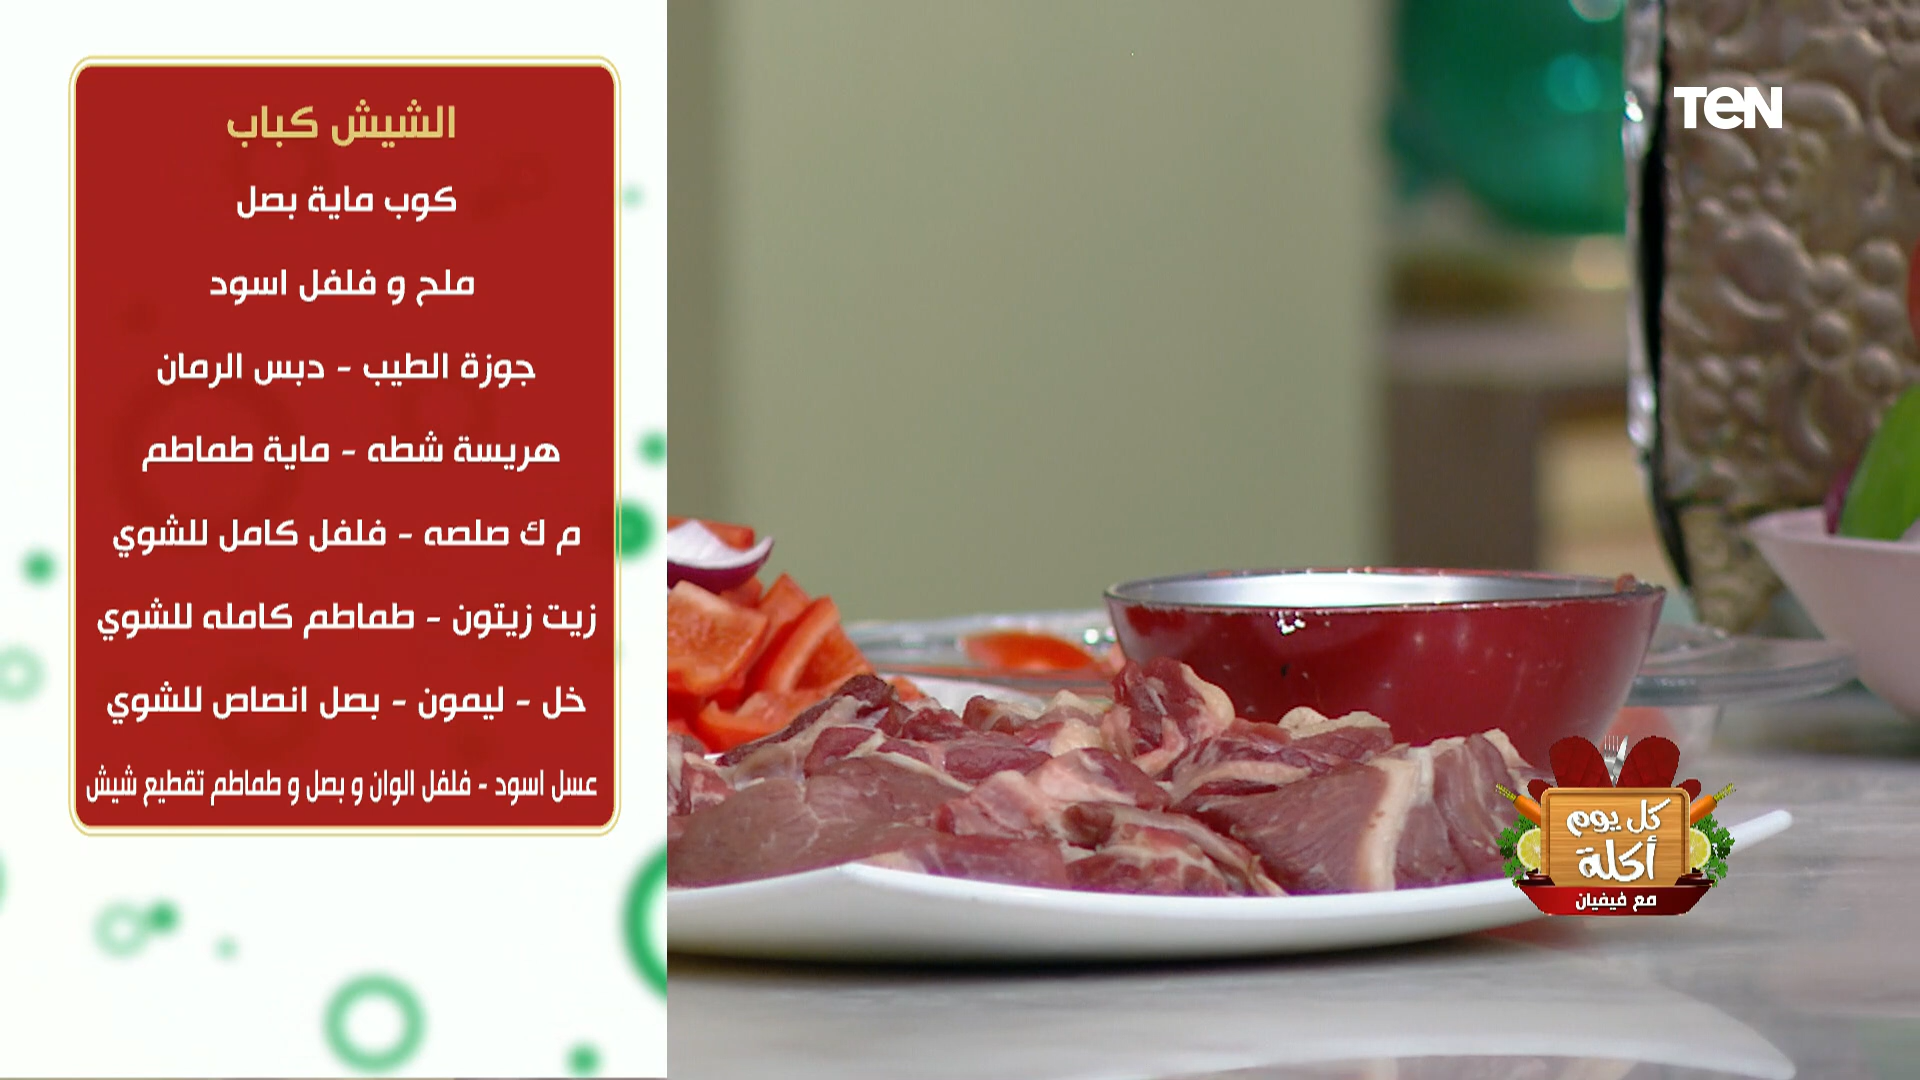 الشيش كباب
كوب ماية بصل
ملح و فلفل اسود
جوزة الطيب - دبس الرمان
هريسة شطه - ماية طماطم
م ك صلصه - فلفل كامل للشوي
زيت زيتون - طماطم كامله للشوي
خل - ليمون - بصل انصاص للشوي
عسل اسود - فلفل الوان و بصل و طماطم تقطيع شيش
TeN
كل يوم
أكلة
مع فيفيان